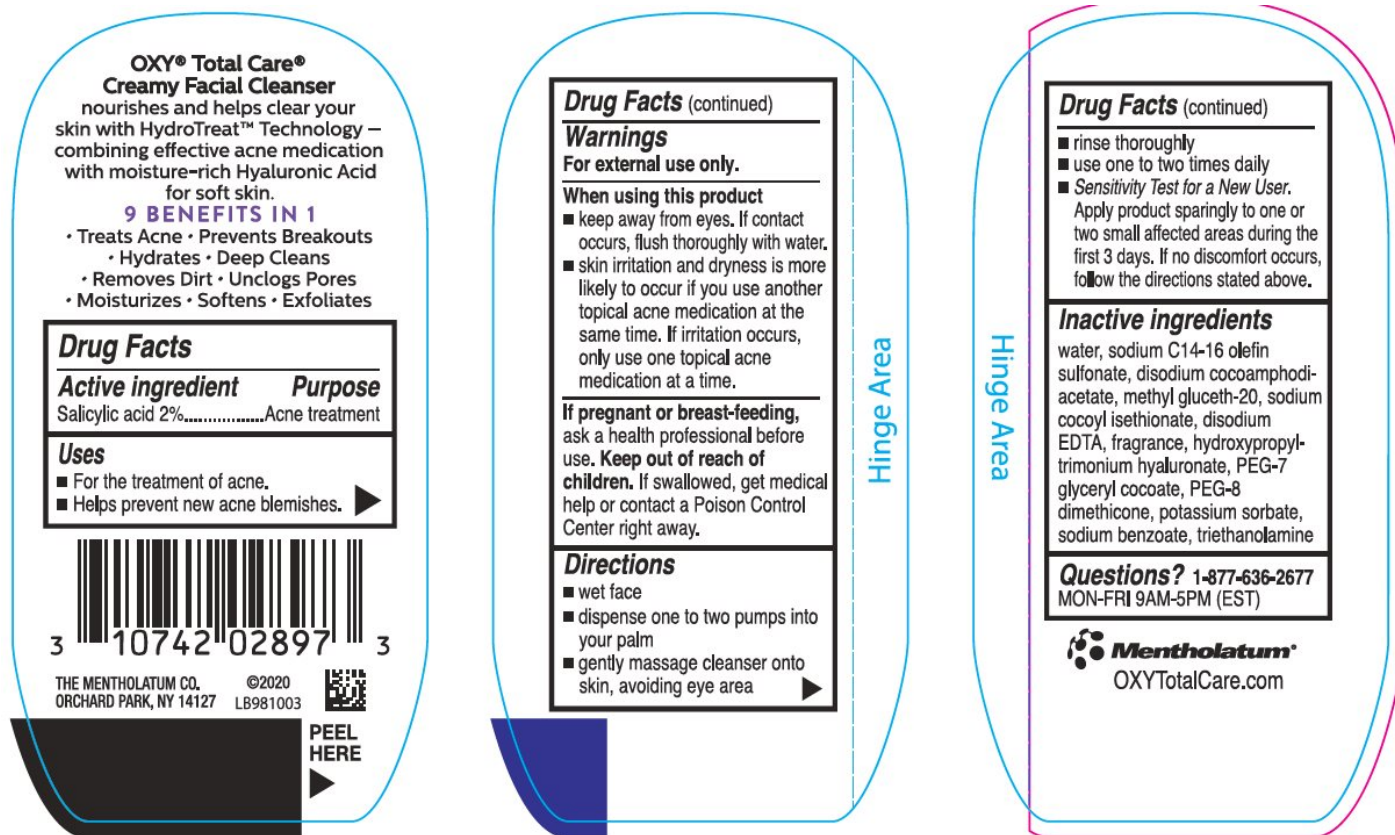 OXY® Total Care®
Creamy Facial Cleanser
nourishes and helps clear your
skin with HydroTreat™ Technology —
combining effective acne medication
with moisture-rich Hyaluronic Acid
for soft skin.
9 BENEFITS IN 1
• Treats Acne • Prevents Breakouts
• Hydrates • Deep Cleans
• Removes Dirt • Unclogs Pores
• Moisturizes • Softens • Exfoliates
Drug Facts
Active ingredient Purpose
Salicylic acid 2%..................Acne treatment
Uses
■ For the treatment of acne.
■ Helps prevent new acne blemishes.
3 10742 02897 3
THE MENTHOLATUM CO. ©2020
ORCHARD PARK, NY 14127 LB981003
PEEL
HERE
Drug Facts (continued)
Warnings
For external use only.
When using this product
■ keep away from eyes. If contact
occurs, flush thoroughly with water.
■ skin irritation and dryness is more
likely to occur if you use another
topical acne medication at the
same time. If irritation occurs,
only use one topical acne
medication at a time.
If pregnant or breast-feeding,
ask a health professional before
use. Keep out of reach of
children. If swallowed, get medical
help or contact a Poison Control
Center right away.
Directions
■ wet face
■ dispense one to two pumps into
your palm
■ gently massage cleanser onto
skin, avoiding eye area
Hinge Area
Hinge Area
Drug Facts (continued)
■ rinse thoroughly
■ use one to two times daily
■ Sensitivity Test for a New User.
Apply product sparingly to one or
two small affected areas during the
first 3 days. If no discomfort occurs,
follow the directions stated above.
Inactive ingredients
water, sodium C14-16 olefin
sulfonate, disodium cocoamphodi-
acetate, methyl gluceth-20, sodium
cocoyl isethionate, disodium
EDTA, fragrance, hydroxypropyl-
trimonium hyaluronate, PEG-7
glyceryl cocoate, PEG-8
dimethicone, potassium sorbate,
sodium benzoate, triethanolamine
Questions? 1-877-636-2677
MON-FRI 9AM-5PM (EST)
Mentholatum®
OXYTotalCare.com